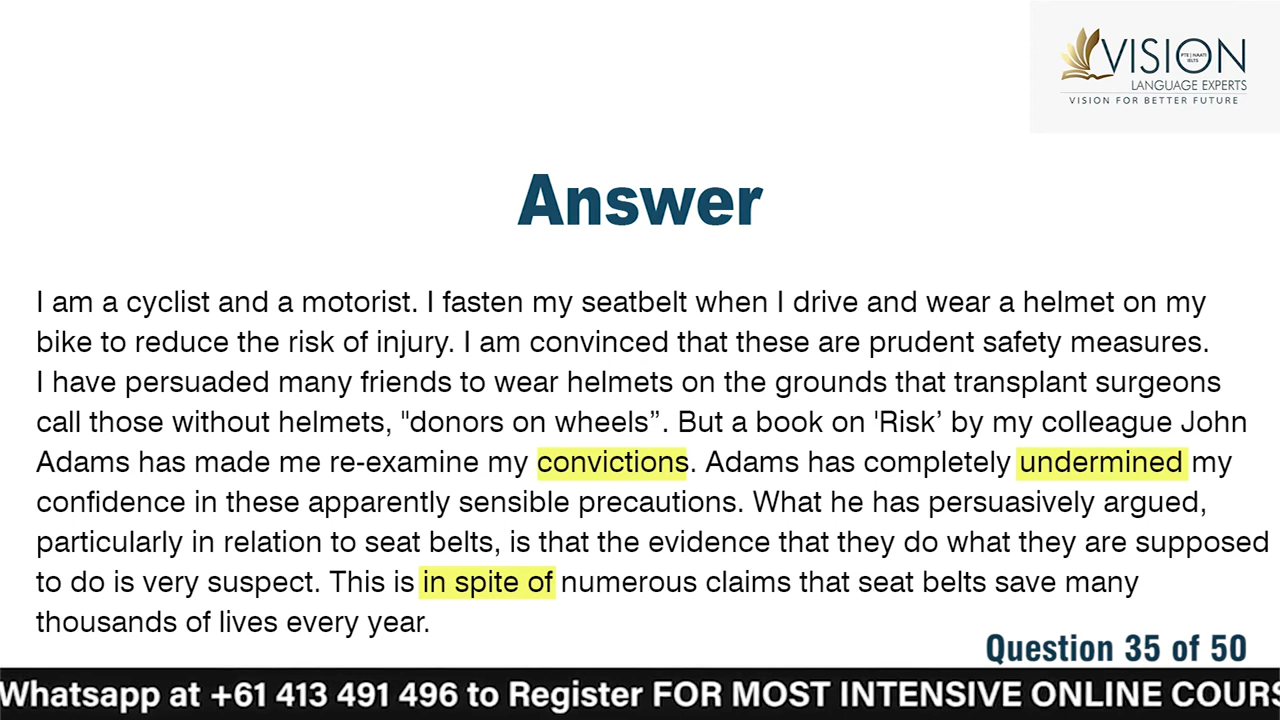 VISION
PTE | NAATI
IELTS
LANGUAGE EXPERTS
VISION FOR BETTER FUTURE
Answer
I am a cyclist and a motorist. I fasten my seatbelt when I drive and wear a helmet on my
bike to reduce the risk of injury. I am convinced that these are prudent safety measures.
I have persuaded many friends to wear helmets on the grounds that transplant surgeons
call those without helmets, "donors on wheels”. But a book on 'Risk’ by my colleague John
Adams has made me re-examine my convictions. Adams has completely undermined my
confidence in these apparently sensible precautions. What he has persuasively argued,
particularly in relation to seat belts, is that the evidence that they do what they are supposed
to do is very suspect. This is in spite of numerous claims that seat belts save many
thousands of lives every year.
Question 35 of 50
Whatsapp at +61 413 491 496 to Register FOR MOST INTENSIVE ONLINE COURS